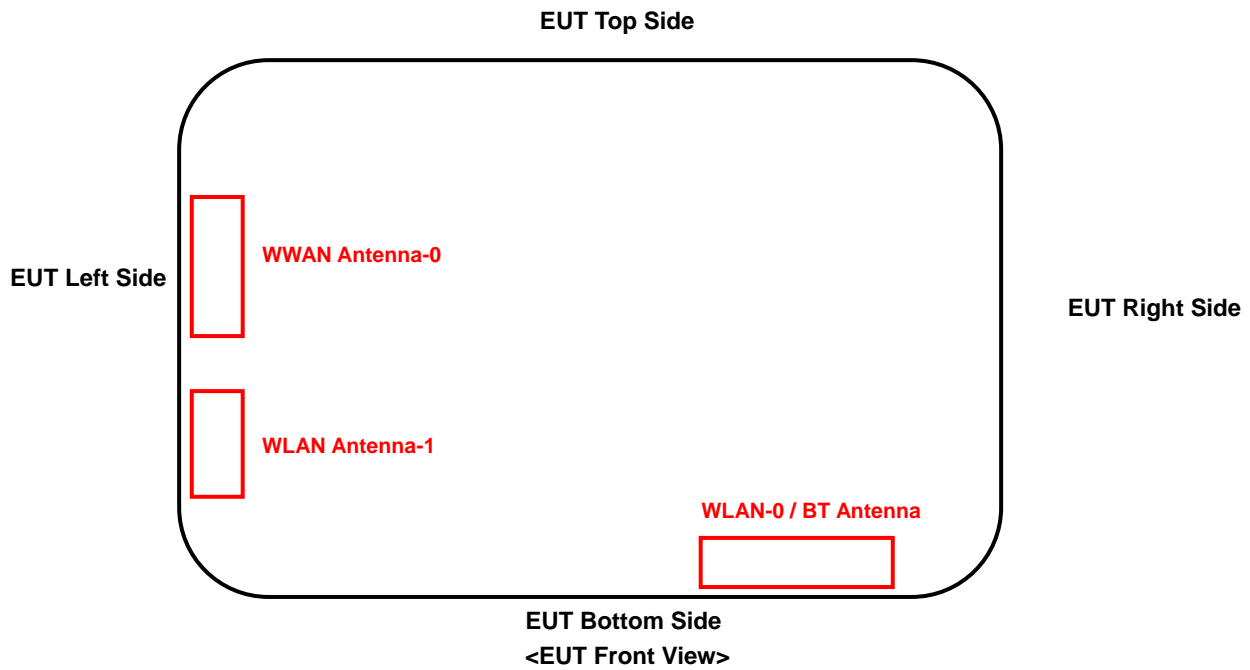 EUT Top Side
WWAN Antenna-0
EUT Left Side
EUT Right Side
WLAN Antenna-1
WLAN-0 / BT Antenna
EUT Bottom Side
<EUT Front View>